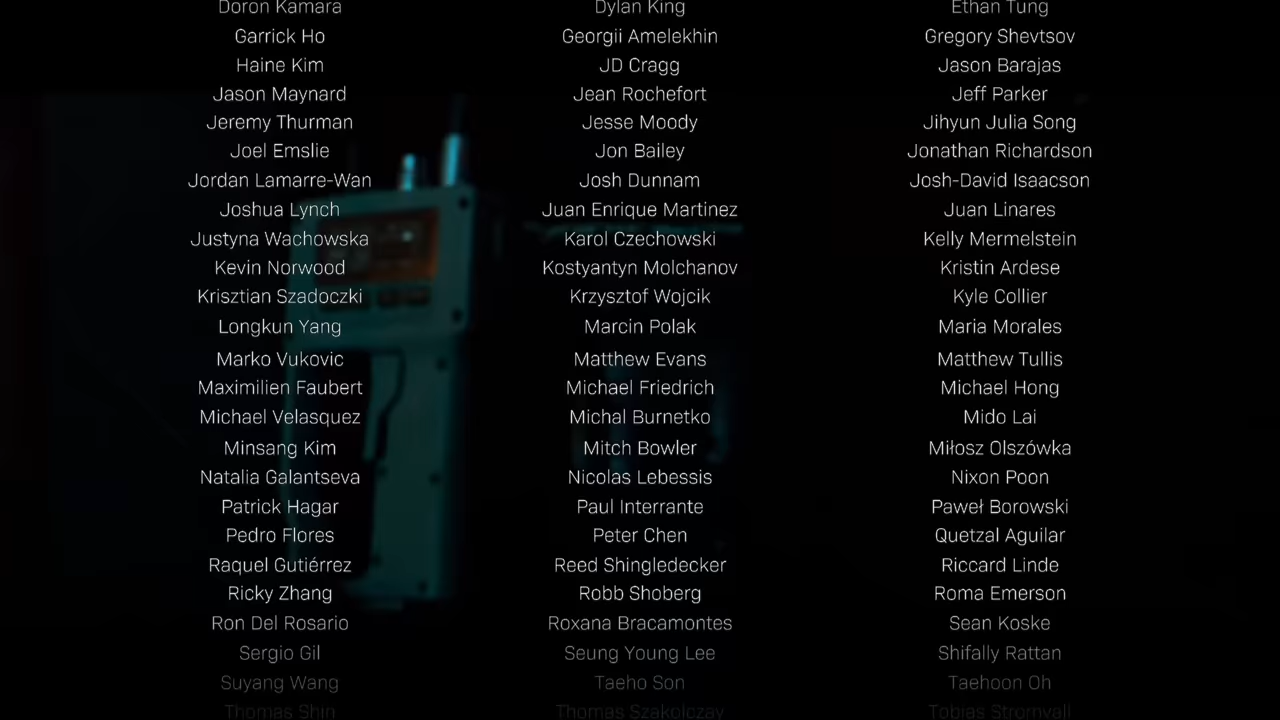 Doron Kamara Dylan King Ethan Tung
Garrick Ho Georgii Amelekhin Gregory Shevtsov
Haine Kim JD Cragg Jason Barajas
Jason Maynard Jean Rochefort Jeff Parker
Jeremy Thurman Jesse Moody Jihyun Julia Song
Joel Emslie Jon Bailey Jonathan Richardson
Jordan Lamarre-Wan Josh Dunnam Josh-David Isaacson
Joshua Lynch Juan Enrique Martinez Juan Linares
Justyna Wachowska Karol Czechowski Kelly Mermelstein
Kevin Norwood Kostyantyn Molchanov Kristin Ardese
Krisztian Szadoczki Krzysztof Wojcik Kyle Collier
Longkun Yang Marcin Polak Maria Morales
Marko Vukovic Matthew Evans Matthew Tullis
Maximilien Faubert Michael Friedrich Michael Hong
Michael Velasquez Michal Burnetko Mido Lai
Minsang Kim Mitch Bowler Miłosz Olszówka
Natalia Galantseva Nicolas Lebessis Nixon Poon
Patrick Hagar Paul Interrante Paweł Borowski
Pedro Flores Peter Chen Quetzal Aguilar
Raquel Gutiérrez Reed Shingledecker Riccard Linde
Ricky Zhang Robb Shoberg Roma Emerson
Ron Del Rosario Roxana Bracamontes Sean Koske
Sergio Gil Seung Young Lee Shifally Rattan
Suyang Wang Taeho Son Taehoon Oh
Thomas Shin Thomas Szakolczay Tobias Stromvall